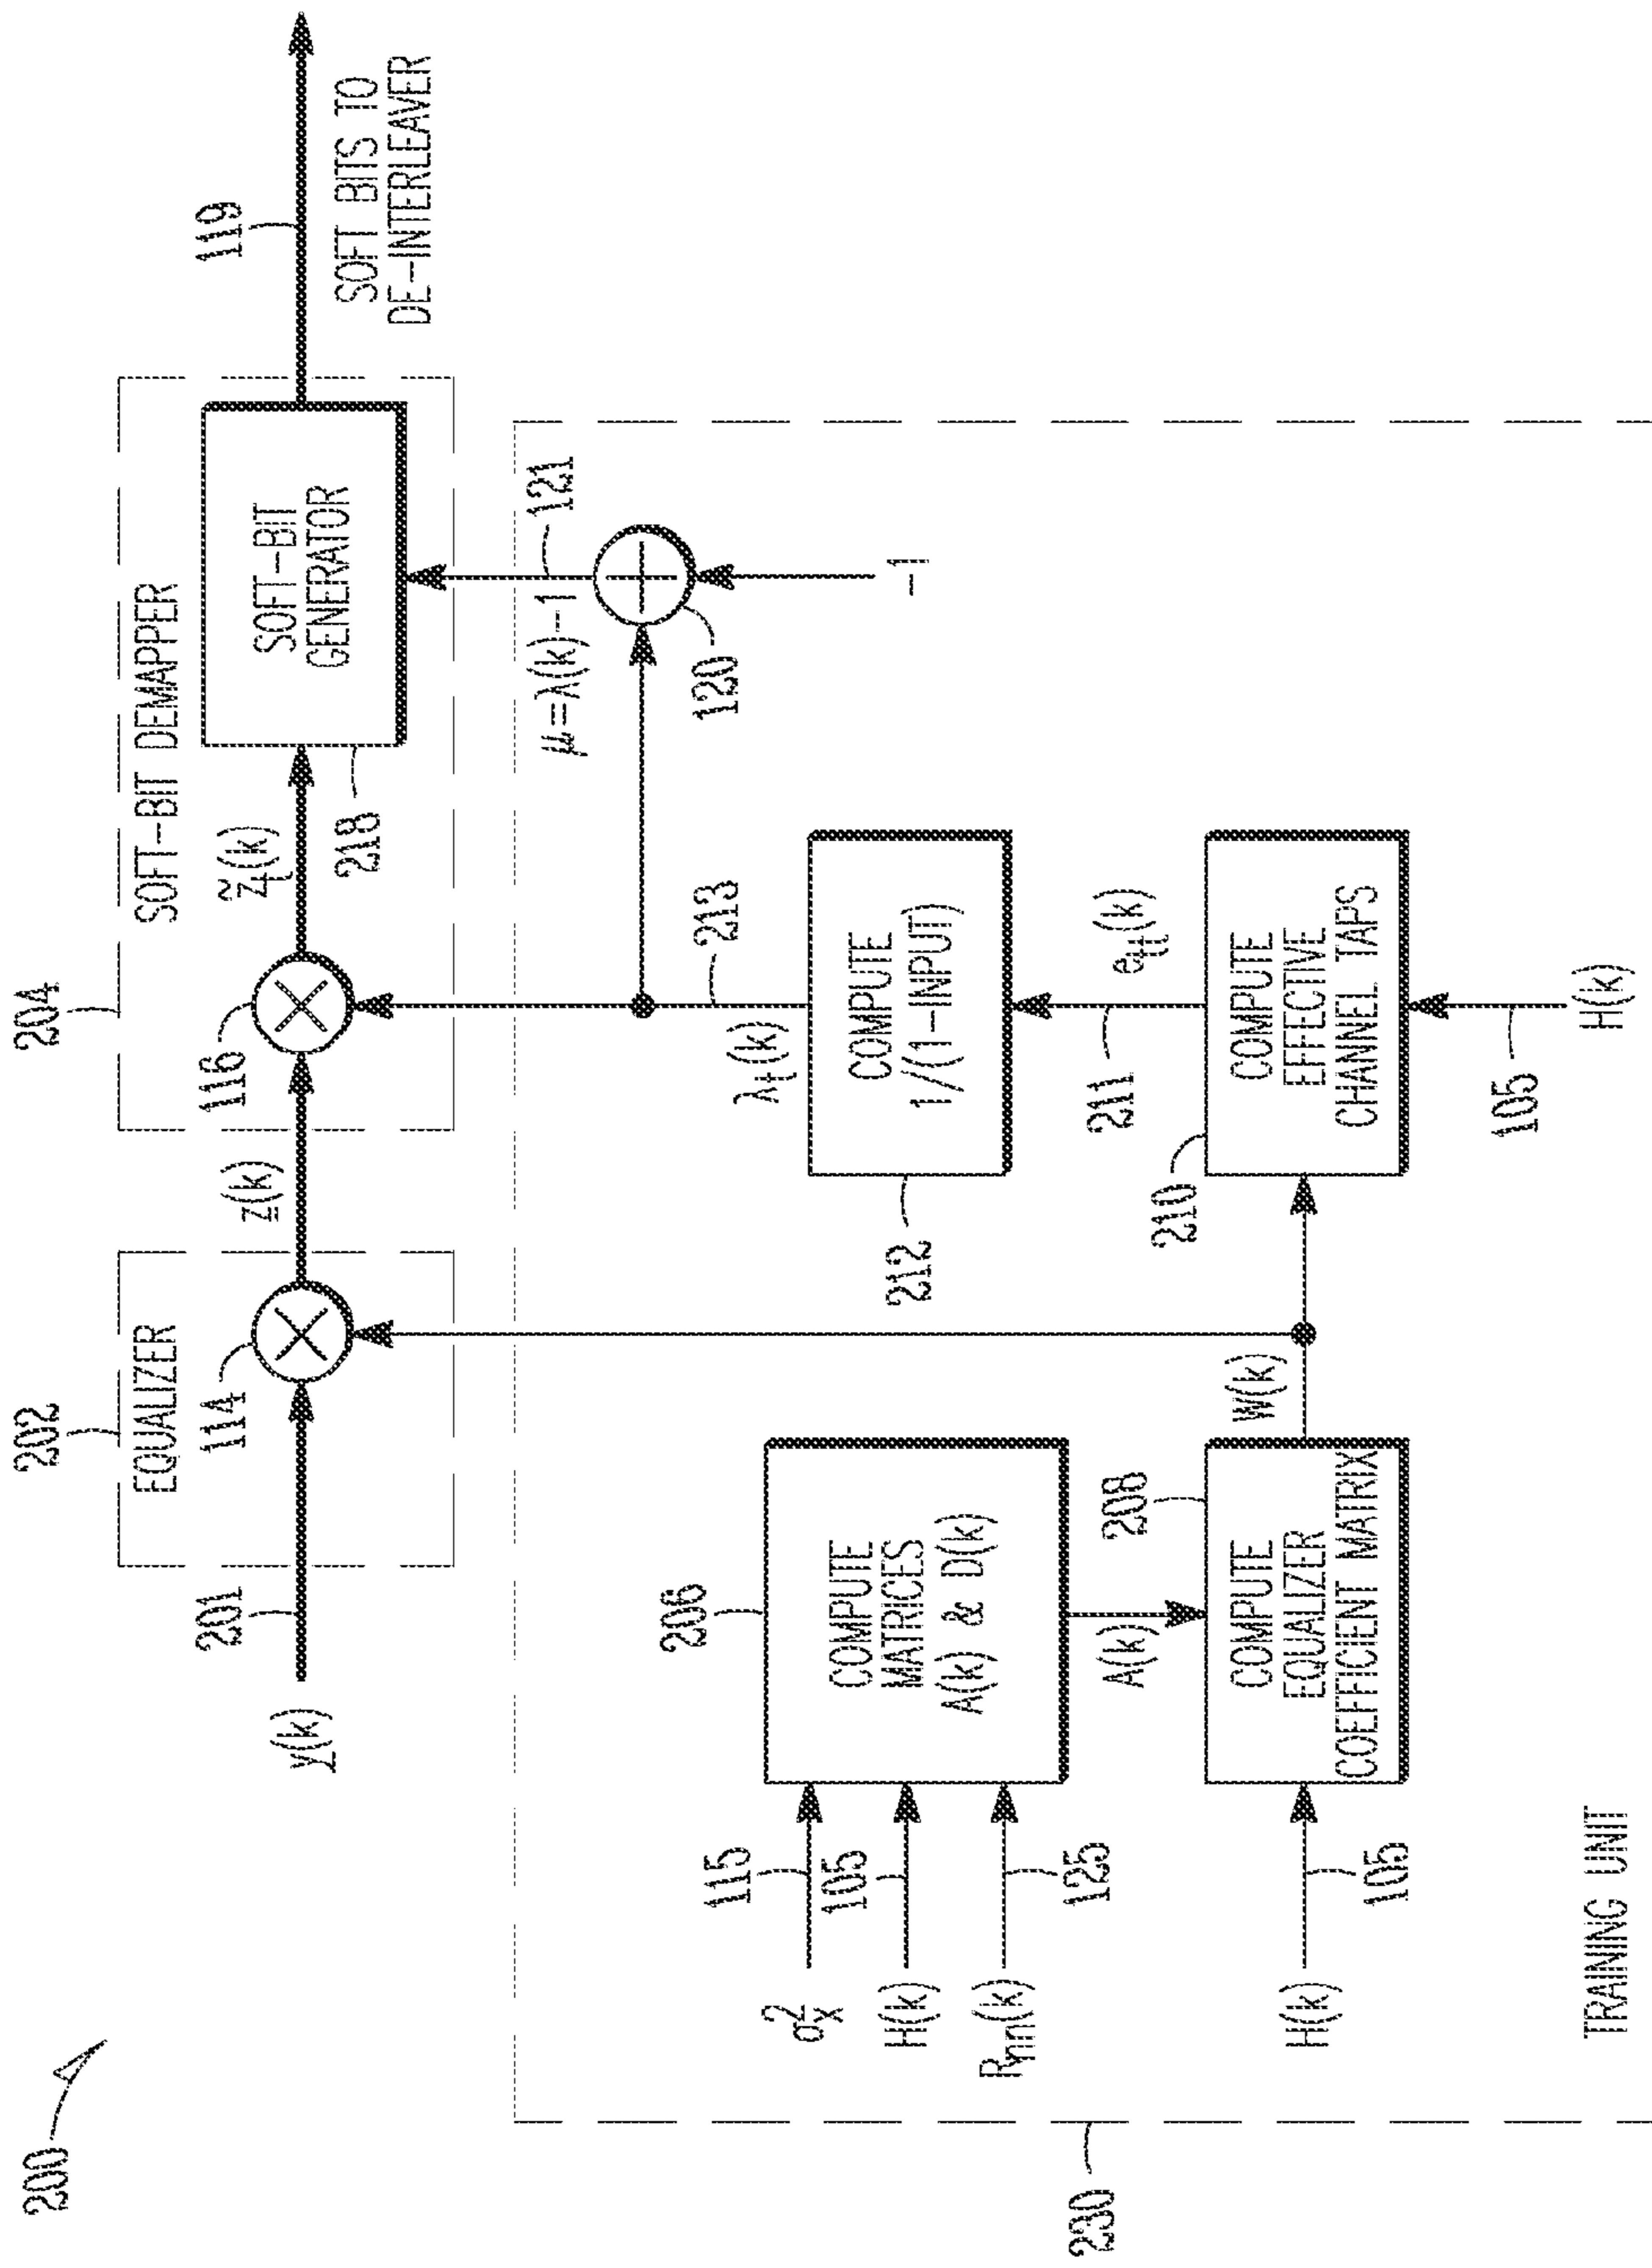 200
202
EQUALIZER
204
SOFT-BIT DEMAPPER
y(k)
201
114
z(k)
116
z̃t(k)
SOFT-BIT
GENERATOR
218
119
SOFT BITS TO
DE-INTERLEAVER
μ=λ(k)-1
121
120
-1
230
σ²x
115
H(k)
105
Rnn(k)
125
206
COMPUTE
MATRICES
A(k) & D(k)
A(k)
208
H(k)
105
COMPUTE
EQUALIZER
COEFFICIENT MATRIX
W(k)
λt(k)
213
COMPUTE
1/(1-INPUT)
212
211
ett(k)
210
COMPUTE
EFFECTIVE
CHANNEL TAPS
105
H(k)
TRAINING UNIT